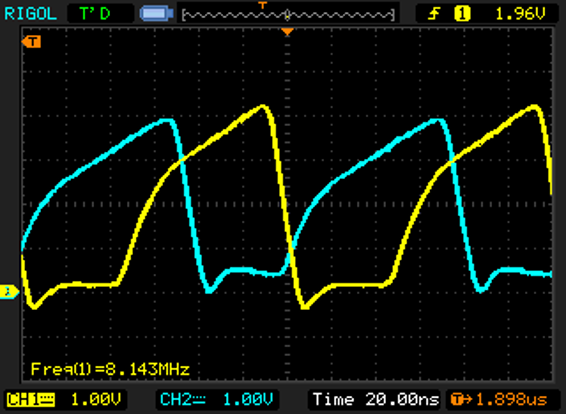 RIGOL T'D T 1 1.96V
T
1
Freq(1)=8.143MHz
CH1 1.00V CH2 1.00V Time 20.00ns T→1.898us